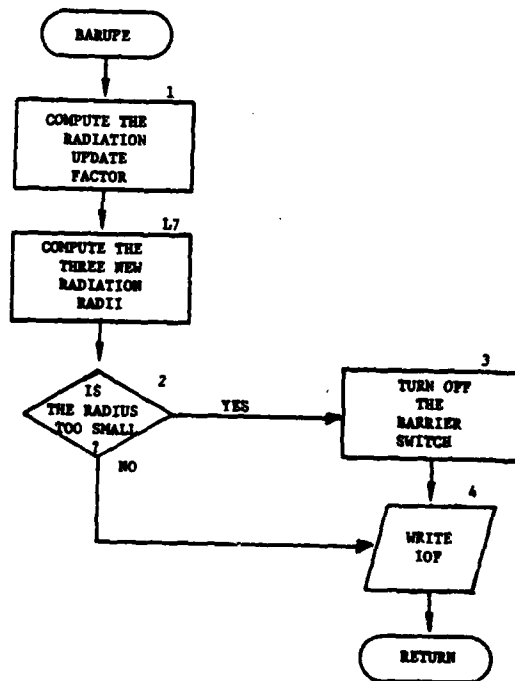 BARUPE
1
COMPUTE THE
RADIATION
UPDATE
FACTOR
L7
COMPUTE THE
THREE NEW
RADIATION
RADII
2
IS
THE RADIUS
TOO SMALL
?
YES
NO
3
TURN OFF
THE
BARRIER
SWITCH
4
WRITE
IOF
RETURN